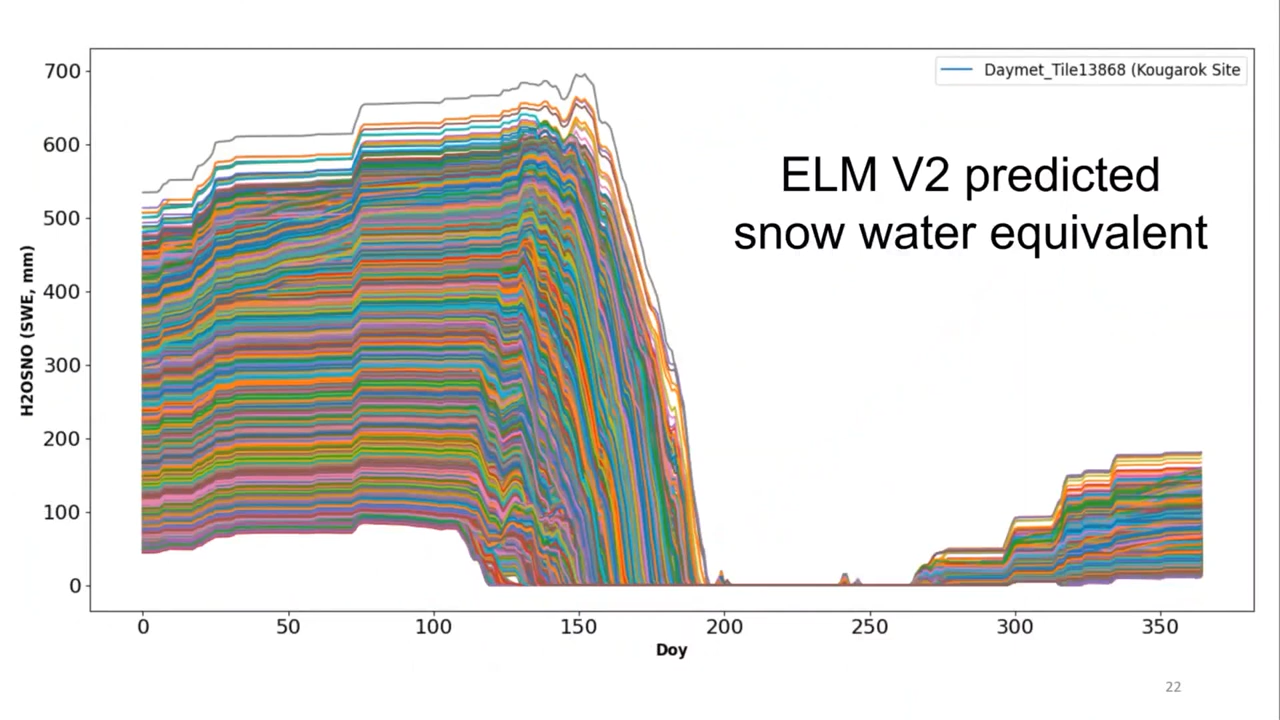 Daymet_Tile13868 (Kougarok Site
ELM V2 predicted
snow water equivalent
H2OSNO (SWE, mm)
700
600
500
400
300
200
100
0
0 50 100 150 200 250 300 350
Doy
22